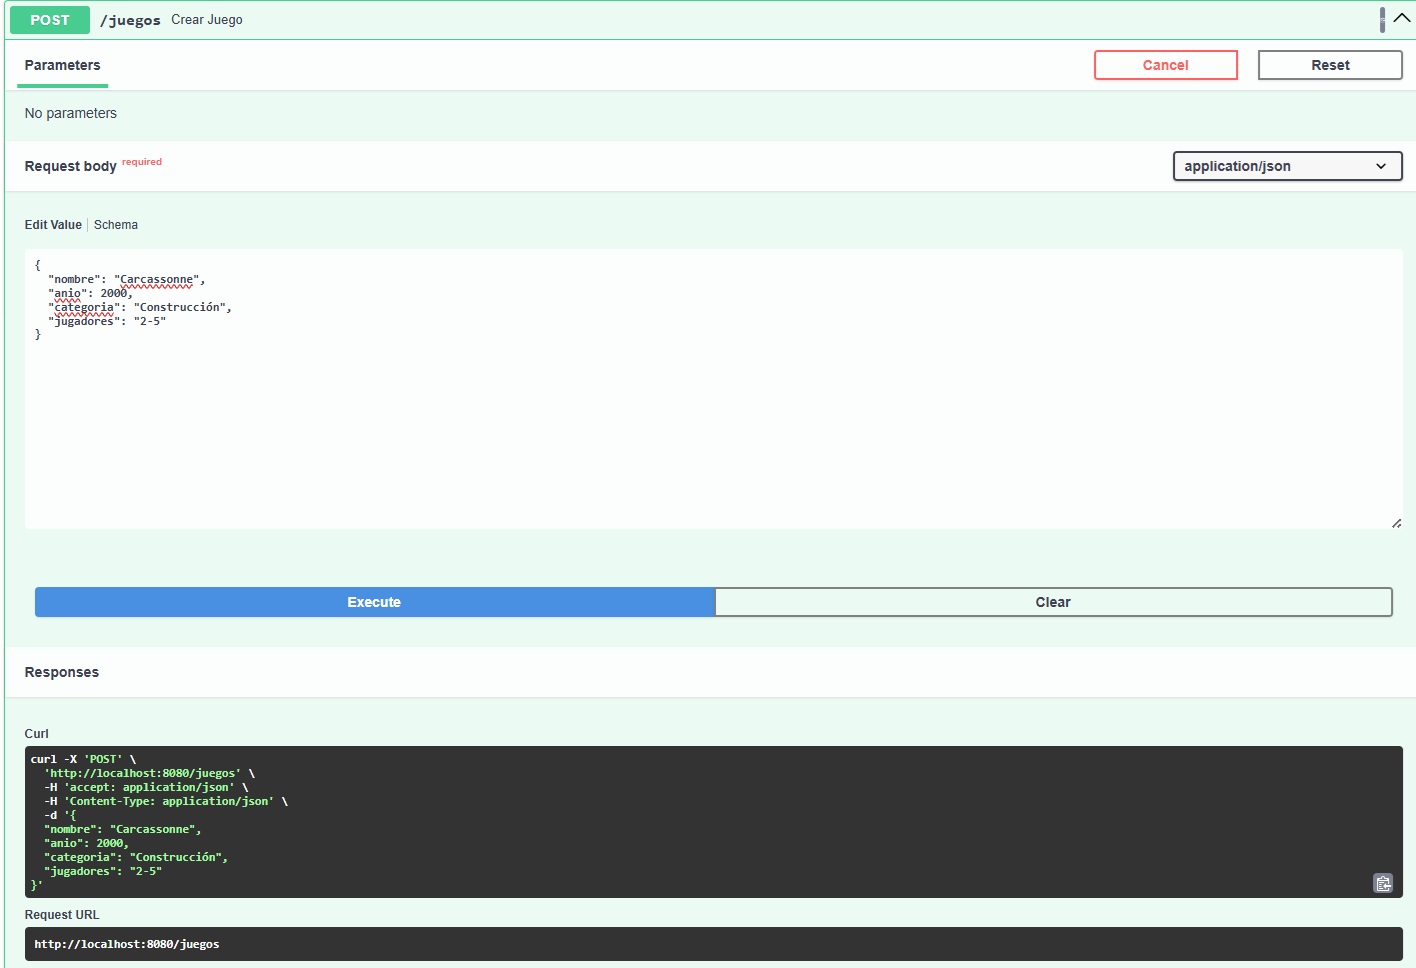 POST /juegos Crear Juego
Parameters
Cancel
Reset
No parameters
Request body required
application/json
Edit Value | Schema
{
  "nombre": "Carcassonne",
  "anio": 2000,
  "categoria": "Construcción",
  "jugadores": "2-5"
}
Execute
Clear
Responses
Curl
curl -X 'POST' \
  'http://localhost:8080/juegos' \
  -H 'accept: application/json' \
  -H 'Content-Type: application/json' \
  -d '{
  "nombre": "Carcassonne",
  "anio": 2000,
  "categoria": "Construcción",
  "jugadores": "2-5"
}'
Request URL
http://localhost:8080/juegos